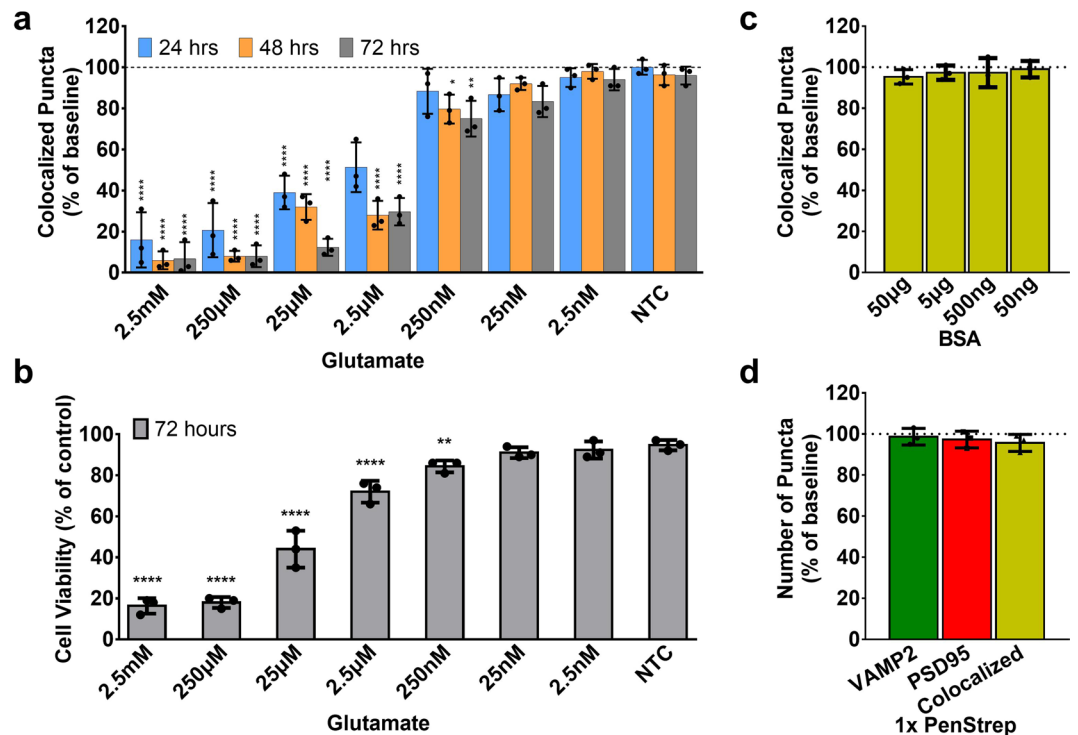 a
Colocalized Puncta
(% of baseline)
120
100
80
60
40
20
0
24 hrs 48 hrs 72 hrs
**** **** **** **** **** **** **** **** **** **** **** * **
2.5mM 250µM 25µM 2.5µM 250nM 25nM 2.5nM NTC
Glutamate
b
Cell Viability (% of control)
100
80
60
40
20
0
72 hours
**** **** **** **** **
2.5mM 250µM 25µM 2.5µM 250nM 25nM 2.5nM NTC
Glutamate
c
Colocalized Puncta
(% of baseline)
120
100
80
60
40
20
0
50µg 5µg 500ng 50ng
BSA
d
Number of Puncta
(% of baseline)
120
100
80
60
40
20
0
VAMP2 PSD95 Colocalized
1x PenStrep